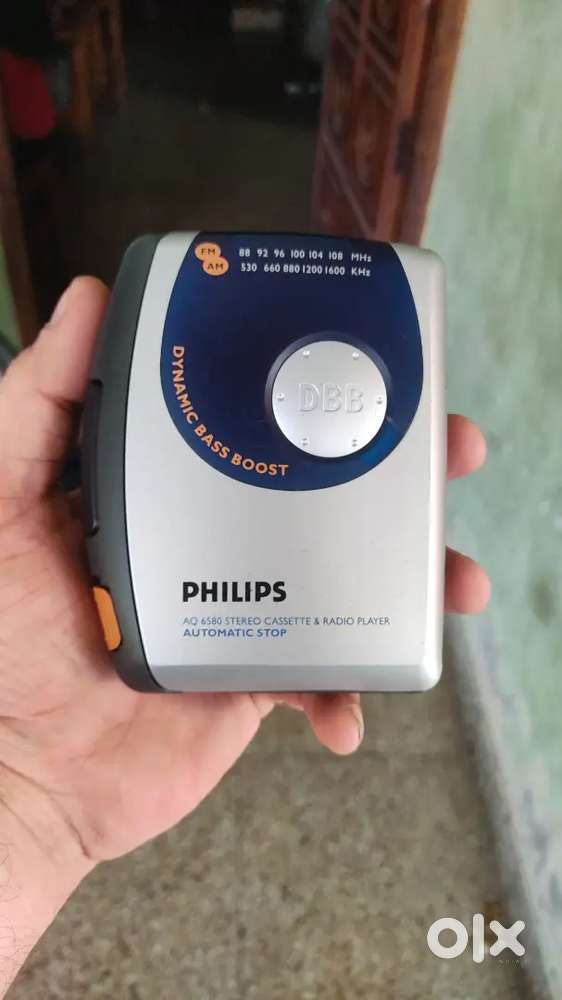 FM
AM
88 92 96 100 104 108 MHz
530 660 880 1200 1600 KHz
DBB
DYNAMIC BASS BOOST
PHILIPS
AQ 6580 STEREO CASSETTE & RADIO PLAYER
AUTOMATIC STOP
olx
INDIA